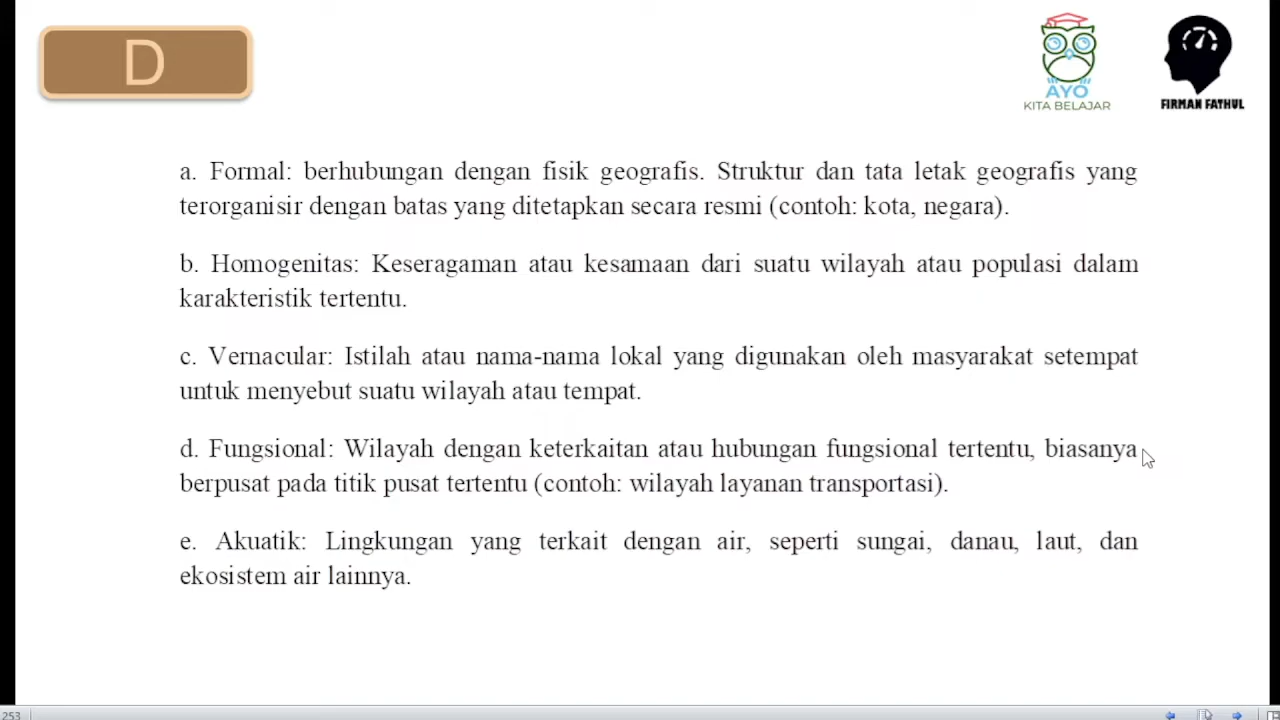 D
AYO
KITA BELAJAR
FIRMAN FATHUL
a. Formal: berhubungan dengan fisik geografis. Struktur dan tata letak geografis yang
terorganisir dengan batas yang ditetapkan secara resmi (contoh: kota, negara).
b. Homogenitas: Keseragaman atau kesamaan dari suatu wilayah atau populasi dalam
karakteristik tertentu.
c. Vernacular: Istilah atau nama-nama lokal yang digunakan oleh masyarakat setempat
untuk menyebut suatu wilayah atau tempat.
d. Fungsional: Wilayah dengan keterkaitan atau hubungan fungsional tertentu, biasanya
berpusat pada titik pusat tertentu (contoh: wilayah layanan transportasi).
e. Akuatik: Lingkungan yang terkait dengan air, seperti sungai, danau, laut, dan
ekosistem air lainnya.
253